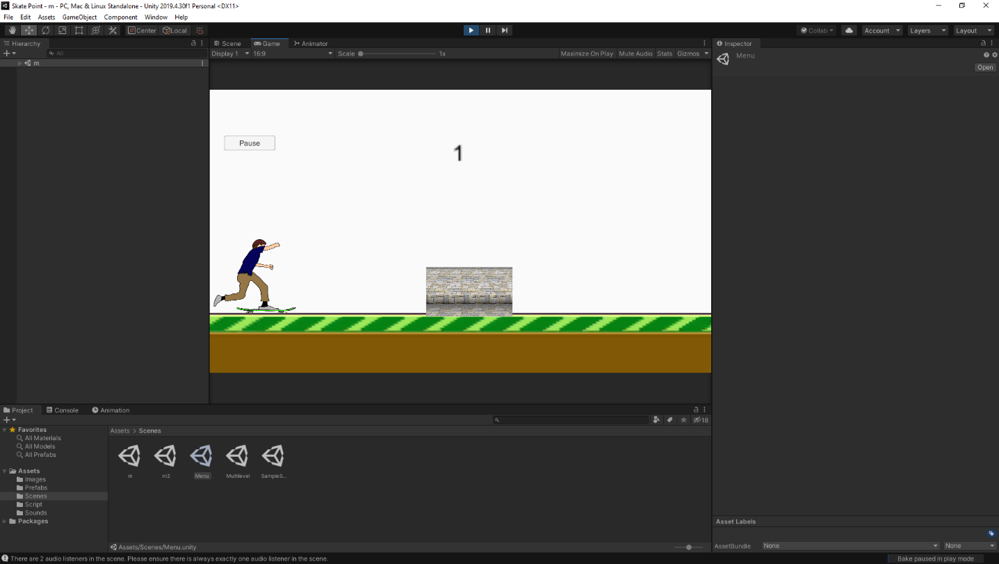 Skate Point - m - PC, Mac & Linux Standalone - Unity 2019.4.30f1 Personal <DX11>
File Edit Assets GameObject Component Window Help
Center Local Collab Account Layers Layout
Hierarchy
All
m
Scene Game Animator
Display 1 16:9 Scale 1x Maximize On Play Mute Audio Stats Gizmos
Pause
1
Inspector
Menu
Open
Project Console Animation
18
Favorites
All Materials
All Models
All Prefabs
Assets
Images
Prefabs
Scenes
Script
Sounds
Packages
Assets > Scenes
m m2 Menu Multilevel SampleS...
Assets/Scenes/Menu.unity
Asset Labels
AssetBundle None None
There are 2 audio listeners in the scene. Please ensure there is always exactly one audio listener in the scene.
Bake paused in play mode